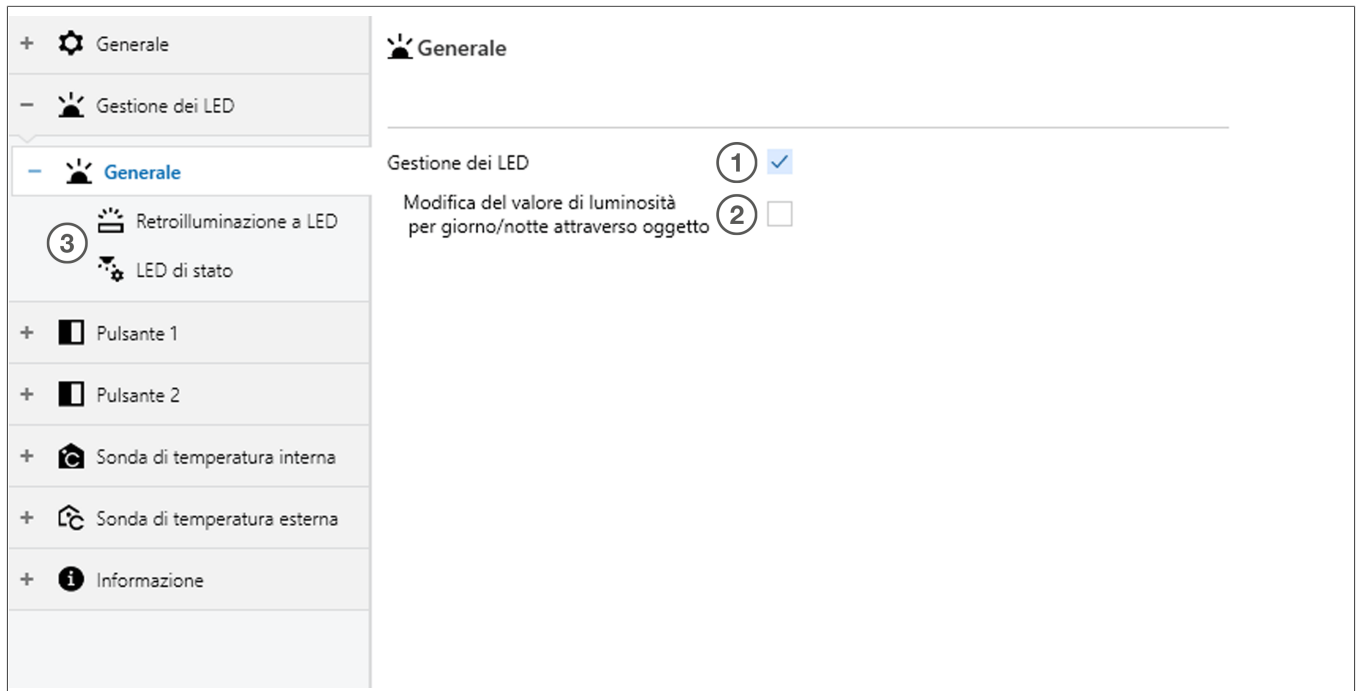 Generale
Gestione dei LED
Generale
Retroilluminazione a LED
3
LED di stato
Pulsante 1
Pulsante 2
Sonda di temperatura interna
Sonda di temperatura esterna
Informazione
Generale
Gestione dei LED
1
Modifica del valore di luminosità
per giorno/notte attraverso oggetto
2